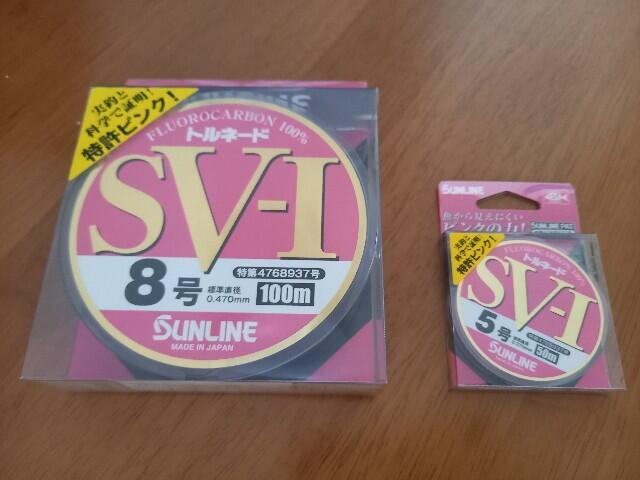 実釣と
科学で証明!
特許ピンク!
FLUOROCARBON 100%
トルネード
SV-I
特第4768937号
8号
標準直径
0.470mm
100m
SUNLINE
MADE IN JAPAN
SUNLINE
魚から見えにくい
ピンクの力!
SUNLINE PINK
実釣と
科学で証明!
特許ピンク!
FLUOROCARBON 100%
トルネード
SV-I
5号
50m
SUNLINE